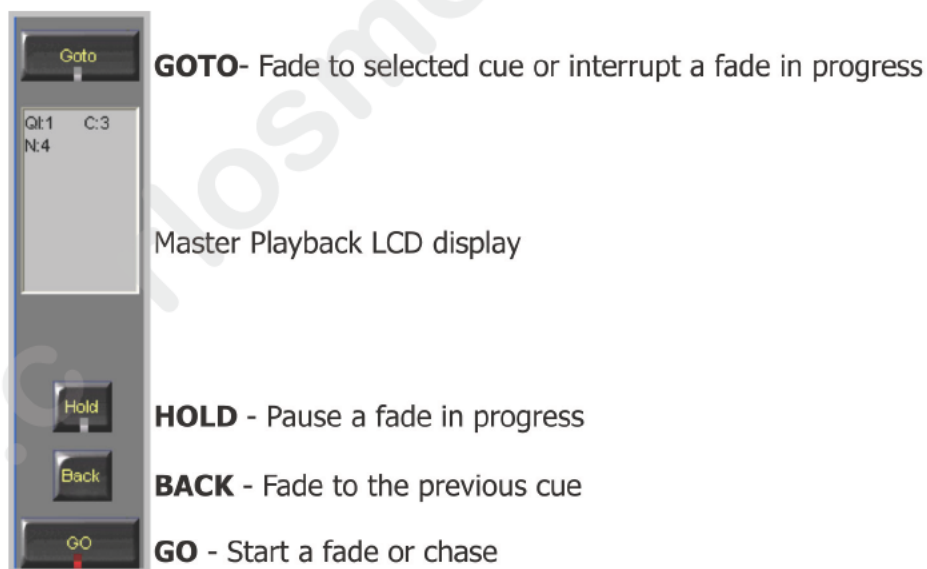 Goto
GOTO- Fade to selected cue or interrupt a fade in progress
Ql:1 C:3
N:4
Master Playback LCD display
Hold
HOLD - Pause a fade in progress
Back
BACK - Fade to the previous cue
GO
GO - Start a fade or chase